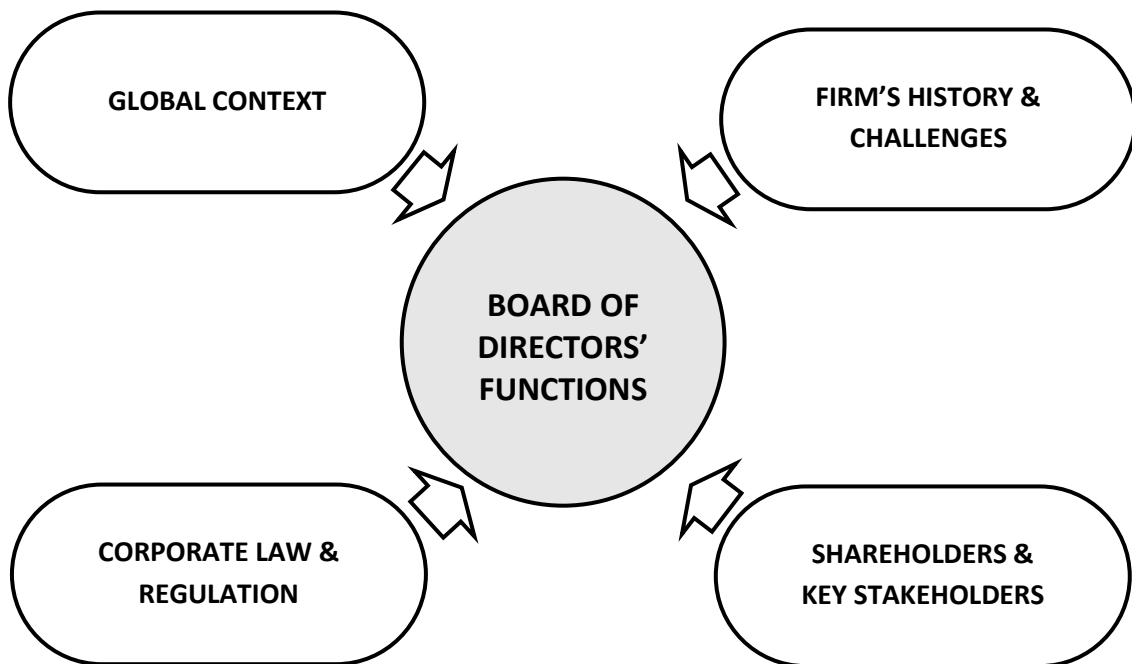 GLOBAL CONTEXT
FIRM’S HISTORY &
CHALLENGES
BOARD OF
DIRECTORS’
FUNCTIONS
CORPORATE LAW &
REGULATION
SHAREHOLDERS &
KEY STAKEHOLDERS